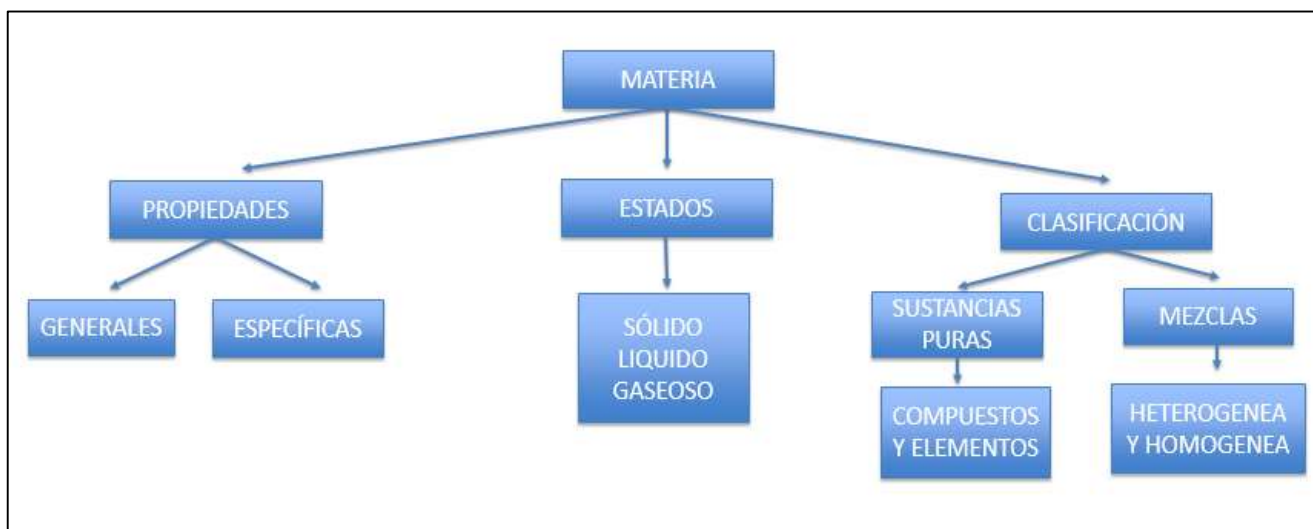 MATERIA
PROPIEDADES
ESTADOS
CLASIFICACIÓN
GENERALES
ESPECÍFICAS
SÓLIDO
LIQUIDO
GASEOSO
SUSTANCIAS
PURAS
MEZCLAS
COMPUESTOS
Y ELEMENTOS
HETEROGENEA
Y HOMOGENEA